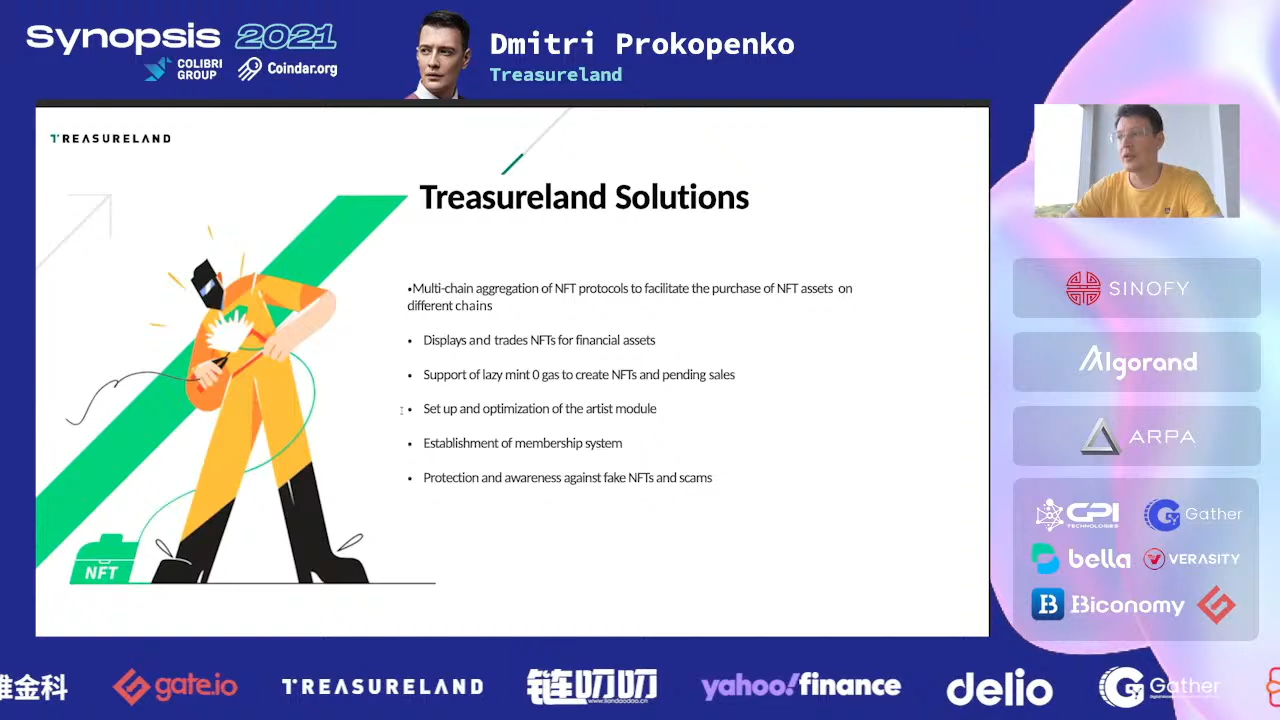 Synopsis 2021
COLIBRI GROUP
Coindar.org
Dmitri Prokopenko
Treasureland
TREASURELAND
Treasureland Solutions
•Multi-chain aggregation of NFT protocols to facilitate the purchase of NFT assets on
different chains
• Displays and trades NFTs for financial assets
• Support of lazy mint 0 gas to create NFTs and pending sales
• Set up and optimization of the artist module
• Establishment of membership system
• Protection and awareness against fake NFTs and scams
NFT
SINOFY
Algorand
ARPA
CPI TECHNOLOGIES
Gather
bella
VERASITY
Biconomy
金科
gate.io
TREASURELAND
链叨叨
www.liandaodao.cn
yahoo!finance
delio
Gather